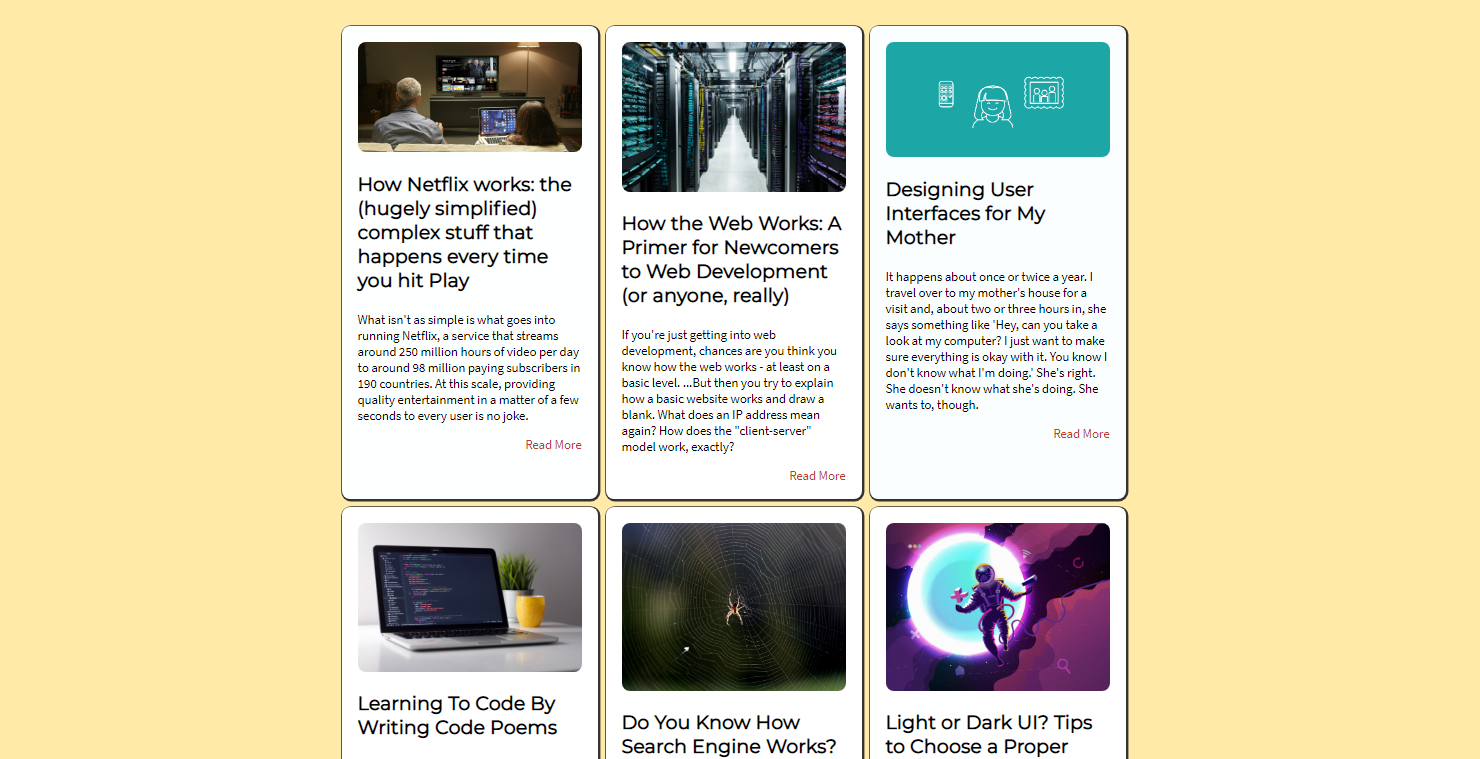 How Netflix works: the
(hugely simplified)
complex stuff that
happens every time
you hit Play
What isn't as simple is what goes into
running Netflix, a service that streams
around 250 million hours of video per day
to around 98 million paying subscribers in
190 countries. At this scale, providing
quality entertainment in a matter of a few
seconds to every user is no joke.
Read More
How the Web Works: A
Primer for Newcomers
to Web Development
(or anyone, really)
If you're just getting into web
development, chances are you think you
know how the web works - at least on a
basic level. ...But then you try to explain
how a basic website works and draw a
blank. What does an IP address mean
again? How does the "client-server"
model work, exactly?
Read More
Designing User
Interfaces for My
Mother
It happens about once or twice a year. I
travel over to my mother's house for a
visit and, about two or three hours in, she
says something like 'Hey, can you take a
look at my computer? I just want to make
sure everything is okay with it. You know I
don't know what I'm doing.' She's right.
She doesn't know what she's doing. She
wants to, though.
Read More
Learning To Code By
Writing Code Poems
Do You Know How
Search Engine Works?
Light or Dark UI? Tips
to Choose a Proper